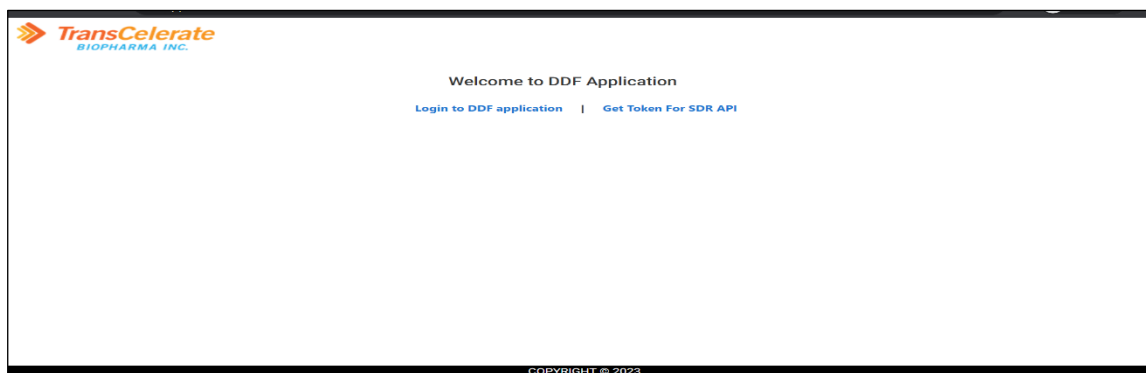 TransCelerate
BIOPHARMA INC.
Welcome to DDF Application
Login to DDF application | Get Token For SDR API
COPYRIGHT © 2023